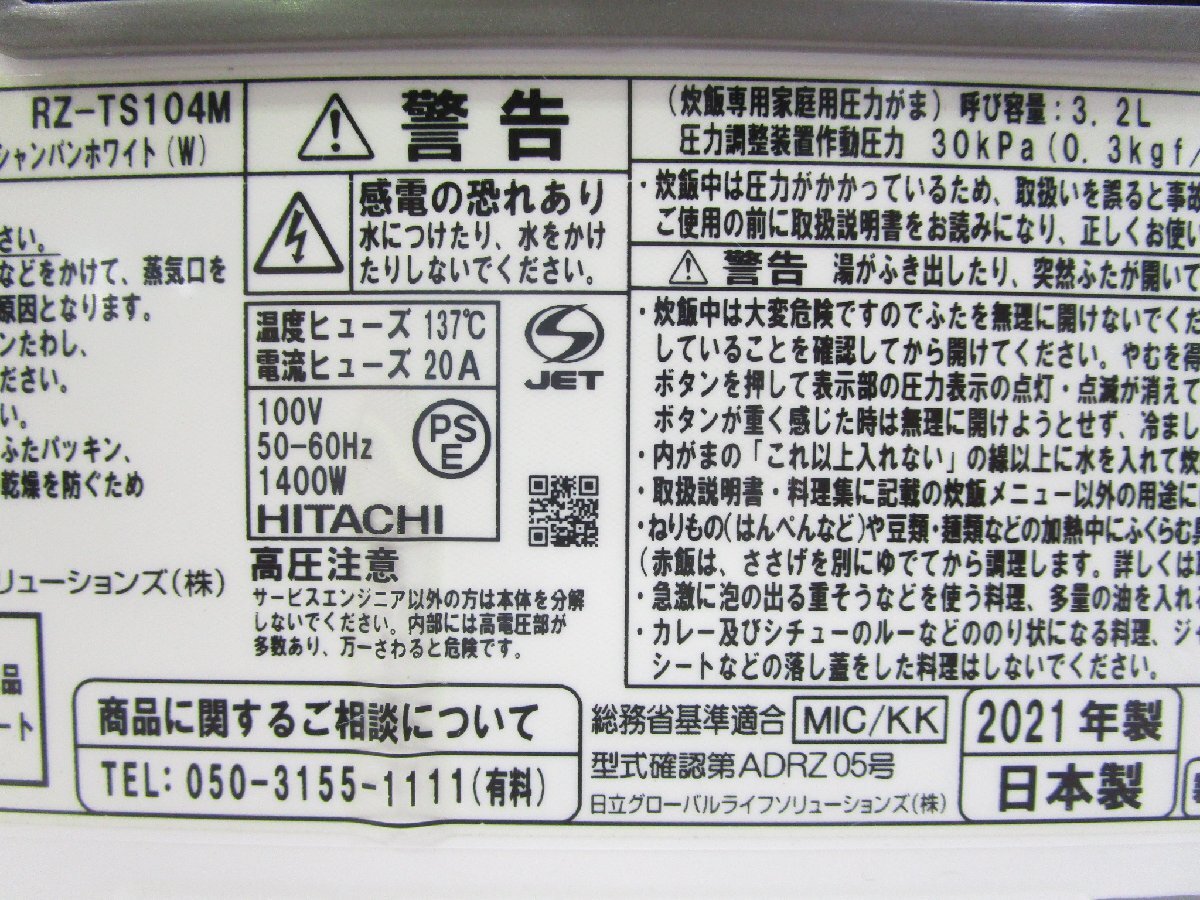 RZ-TS104M
シャンパンホワイト(W)
さい。
などをかけて、蒸気口を
原因となります。
ンたわし、
ださい。
い。
ふたパッキン、
乾燥を防ぐため
リューションズ(株)
品
ート
警告
感電の恐れあり
水につけたり、水をかけ
たりしないでください。
温度ヒューズ 137℃
電流ヒューズ 20A
JET
100V
50-60Hz
1400W
PS
E
HITACHI
高圧注意
サービスエンジニア以外の方は本体を分解
しないでください。内部には高電圧部が
多数あり、万一さわると危険です。
商品に関するご相談について
TEL: 050-3155-1111(有料)
(炊飯専用家庭用圧力がま) 呼び容量:3.2L
圧力調整装置作動圧力 30kPa(0.3kgf/
・炊飯中は圧力がかかっているため、取扱いを誤ると事故
ご使用の前に取扱説明書をお読みになり、正しくお使い
警告 湯がふき出したり、突然ふたが開いて
・炊飯中は大変危険ですのでふたを無理に開けないでくだ
していることを確認してから開けてください。やむを得
ボタンを押して表示部の圧力表示の点灯・点滅が消えて
ボタンが重く感じた時は無理に開けようとせず、冷まし
・内がまの「これ以上入れない」の線以上に水を入れて炊
・取扱説明書・料理集に記載の炊飯メニュー以外の用途に
・ねりもの(はんぺんなど)や豆類・麺類などの加熱中にふくらむ
(赤飯は、ささげを別にゆでてから調理します。詳しくは
・急激に泡の出る重そうなどを使う料理、多量の油を入れ
・カレー及びシチューのルーなどののり状になる料理、ジ
シートなどの落し蓋をした料理はしないでください。
総務省基準適合 MIC/KK
型式確認第ADRZ05号
日立グローバルライフソリューションズ(株)
2021年製
日本製